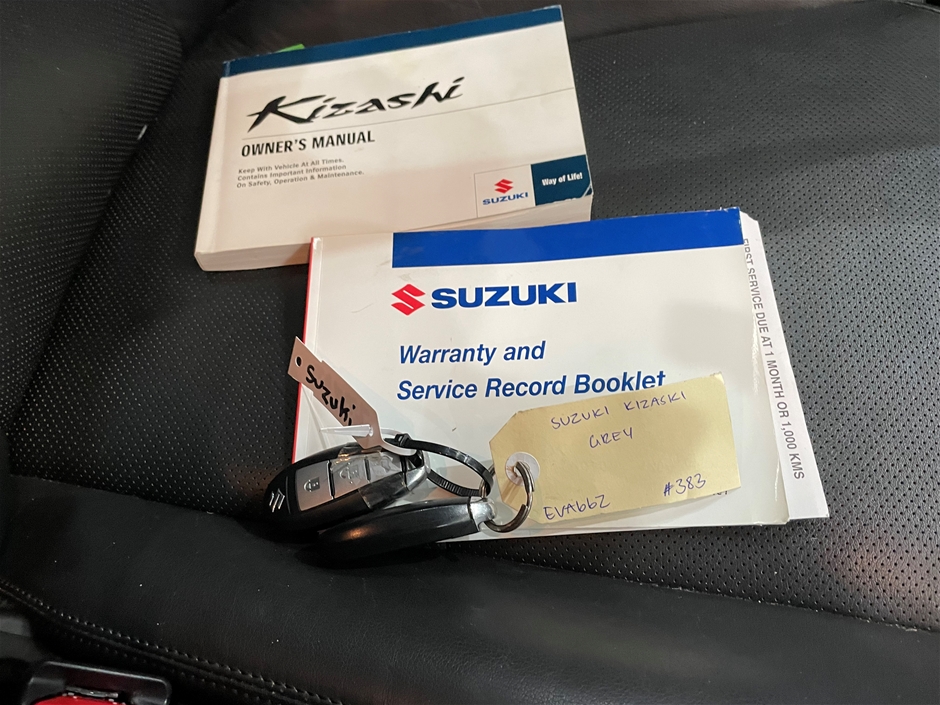 Kizashi
OWNER'S MANUAL
Keep With Vehicle At All Times.
Contains Important Information
On Safety, Operation & Maintenance.
SUZUKI
Way of Life!
SUZUKI
Warranty and
Service Record Booklet
FIRST SERVICE DUE AT 1 MONTH OR 1,000 KMS
Suzuki
SUZUKI KIZASKI
GREY
EVA66Z #383